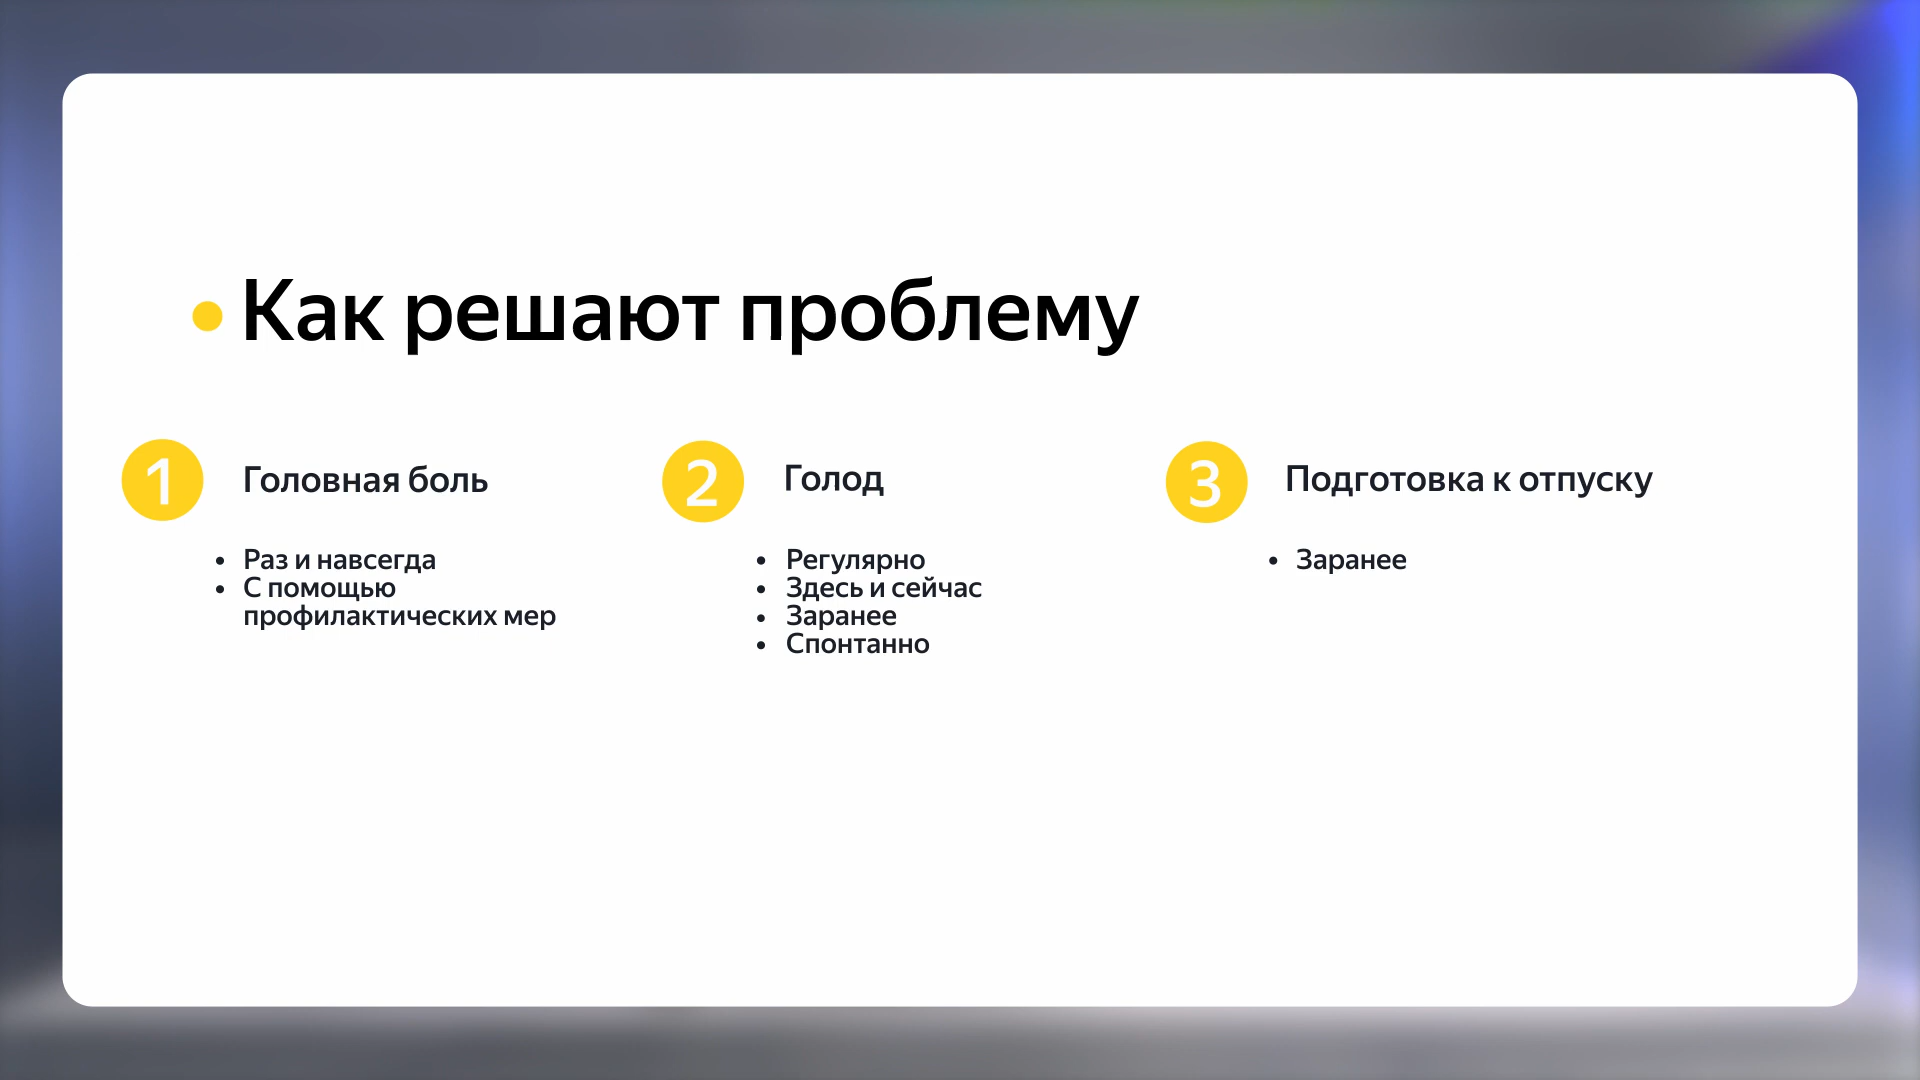 Как решают проблему
1 Головная боль
Раз и навсегда
С помощью
профилактических мер
2 Голод
Регулярно
Здесь и сейчас
Заранее
Спонтанно
3 Подготовка к отпуску
Заранее